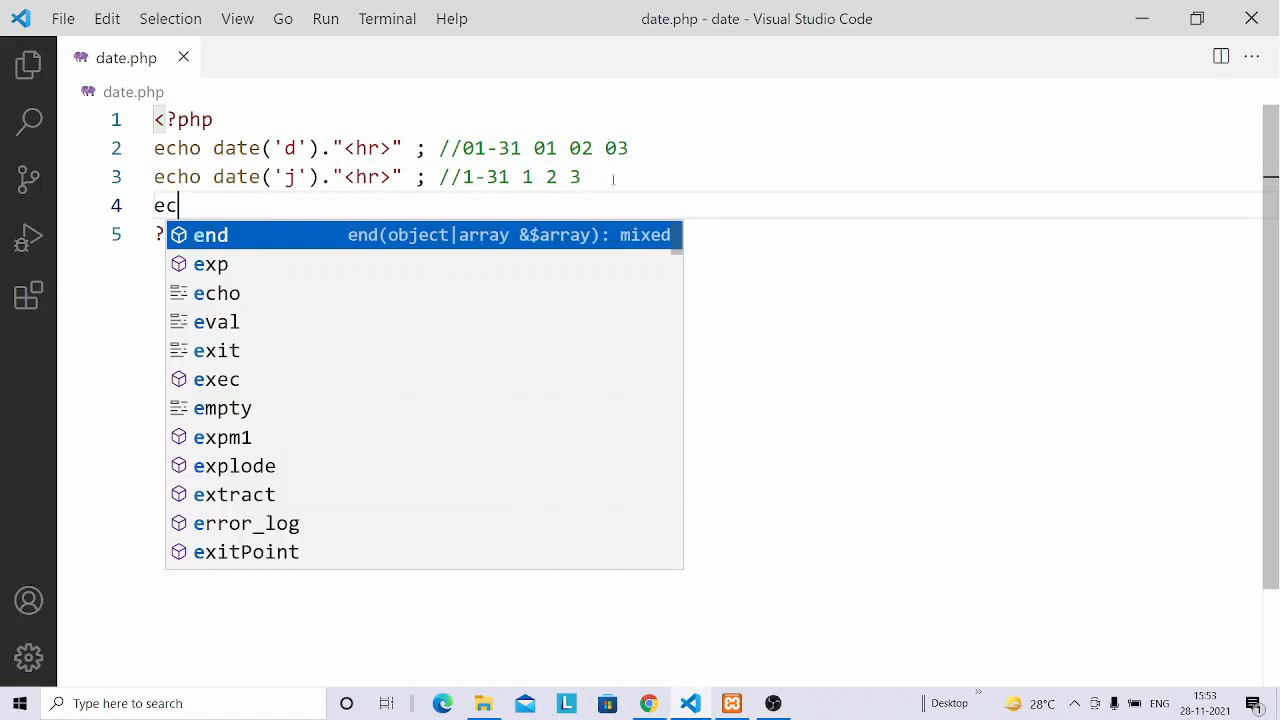 File Edit Selection View Go Run Terminal Help date.php - date - Visual Studio Code
date.php
date.php
1 <?php
2 echo date('d')."<hr>" ; //01-31 01 02 03
3 echo date('j')."<hr>" ; //1-31 1 2 3
4 ec
5 ?
end end(object|array &$array): mixed
exp
echo
eval
exit
exec
empty
expm1
explode
extract
error_log
exitPoint
Type here to search
Desktop
28°C
ENG
15:53
28-11-2021